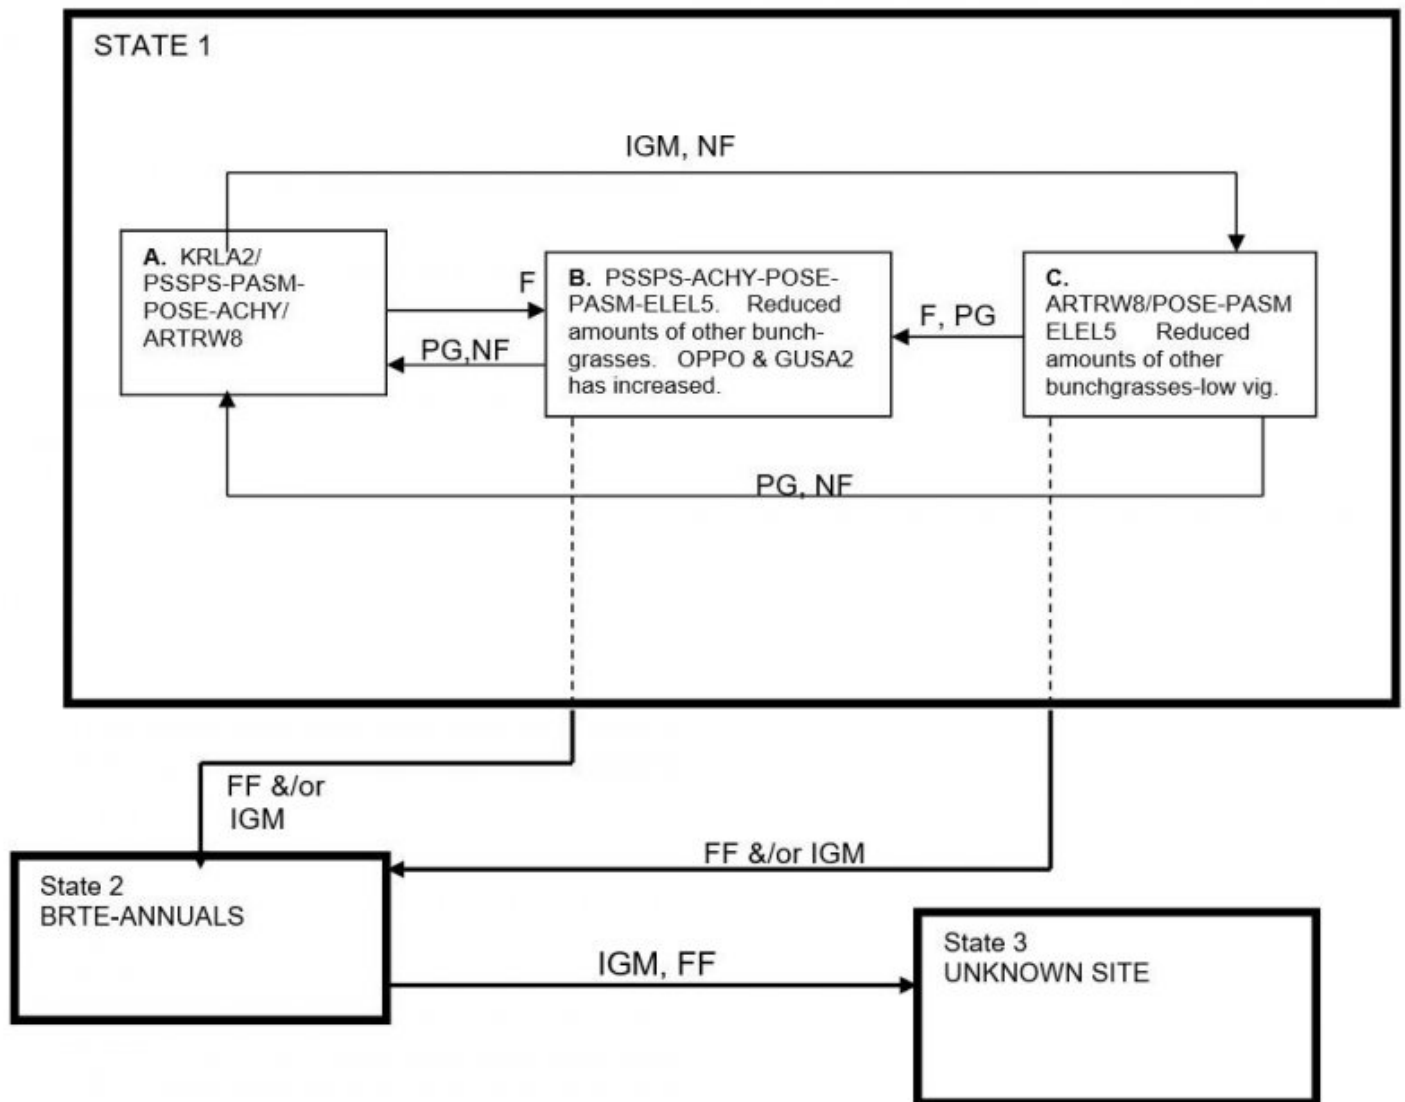 STATE 1
IGM, NF
A. KRLA2/
PSSPS-PASM-
POSE-ACHY/
ARTRW8
F
PG,NF
B. PSSPS-ACHY-POSE-
PASM-ELEL5. Reduced
amounts of other bunch-
grasses. OPPO & GUSA2
has increased.
F, PG
C.
ARTRW8/POSE-PASM
ELEL5 Reduced
amounts of other
bunchgrasses-low vig.
PG, NF
FF &/or
IGM
FF &/or IGM
State 2
BRTE-ANNUALS
IGM, FF
State 3
UNKNOWN SITE